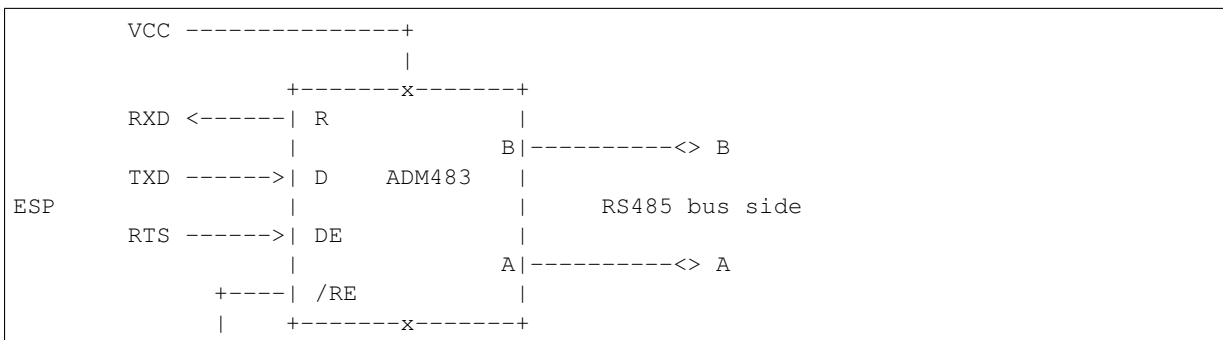 VCC ---------------+
|
+-------x-------+
RXD <------| R |
| B|----------<> B
TXD ------>| D ADM483 |
ESP | | RS485 bus side
RTS ------>| DE |
| A|----------<> A
+----| /RE |
| +-------x-------+